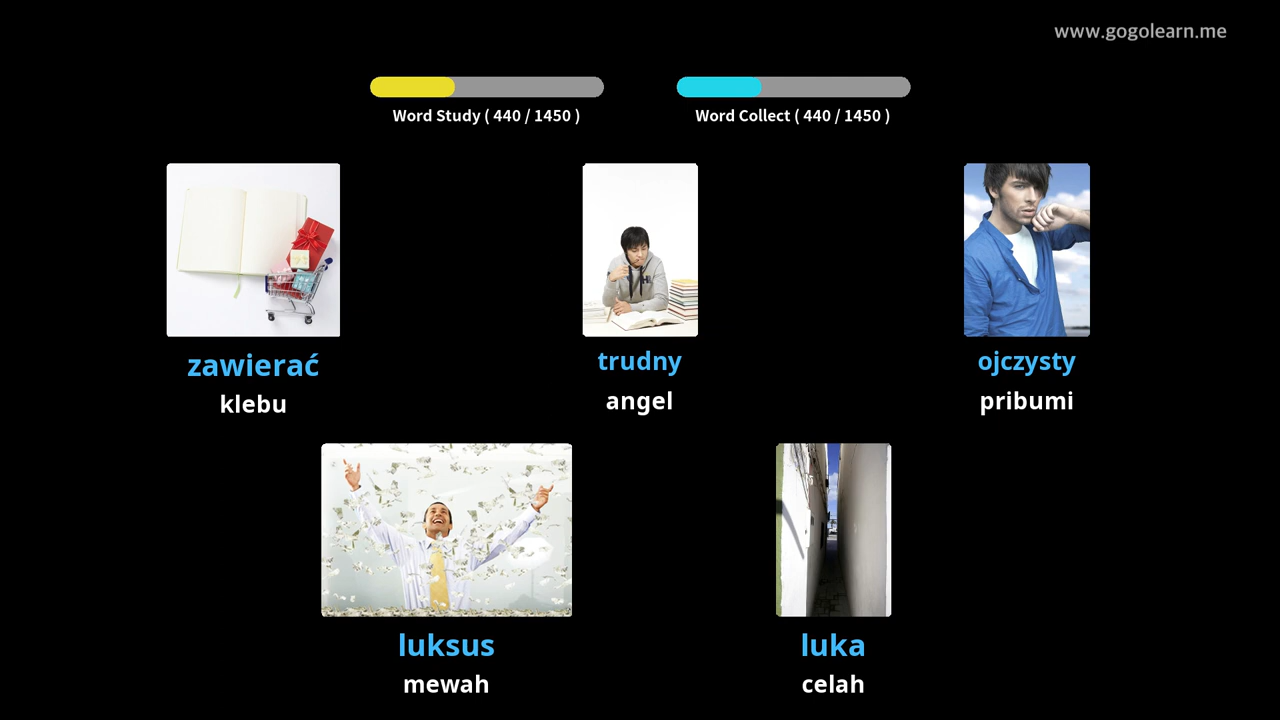 www.gogolearn.me
Word Study ( 440 / 1450 )
Word Collect ( 440 / 1450 )
zawierać
klebu
trudny
angel
ojczysty
pribumi
luksus
mewah
luka
celah